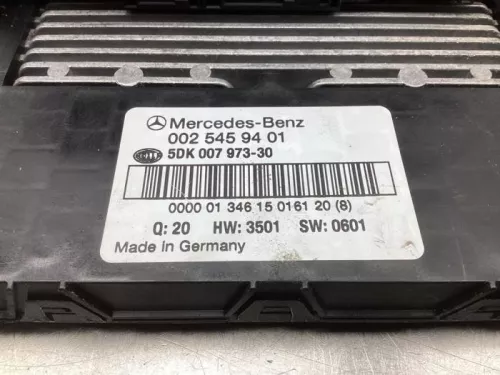 Mercedes-Benz
002 545 94 01
HELLA 5DK 007 973-30
0000 01 346 15 0161 20 (8)
Q: 20 HW: 3501 SW: 0601
Made in Germany